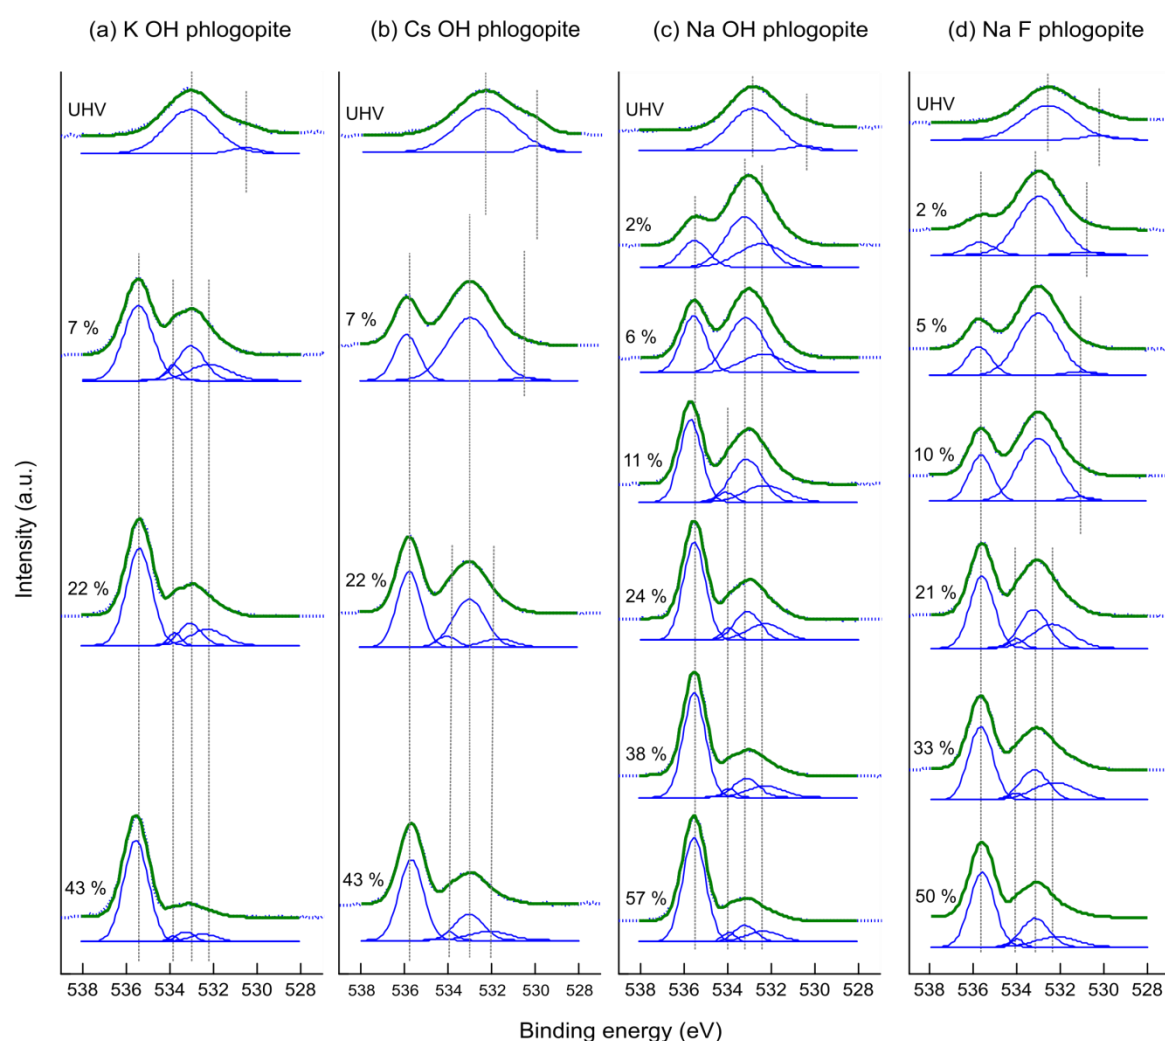 (a) K OH phlogopite
(b) Cs OH phlogopite
(c) Na OH phlogopite
(d) Na F phlogopite
Intensity (a.u.)
UHV
7 %
22 %
43 %
538 536 534 532 530 528
UHV
7 %
22 %
43 %
538 536 534 532 530 528
UHV
2%
6 %
11 %
24 %
38 %
57 %
538 536 534 532 530 528
UHV
2 %
5 %
10 %
21 %
33 %
50 %
538 536 534 532 530 528
Binding energy (eV)